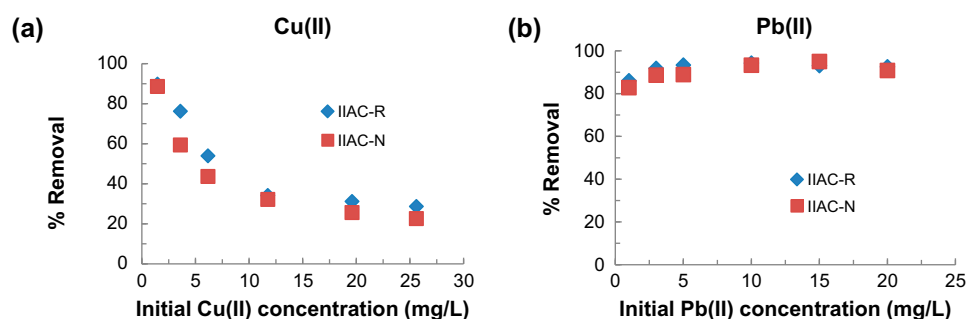 (a)
Cu(II)
100
80
60
40
20
0
% Removal
IIAC-R
IIAC-N
0 5 10 15 20 25 30
Initial Cu(II) concentration (mg/L)
(b)
Pb(II)
100
80
60
40
20
0
% Removal
IIAC-R
IIAC-N
0 5 10 15 20 25
Initial Pb(II) concentration (mg/L)